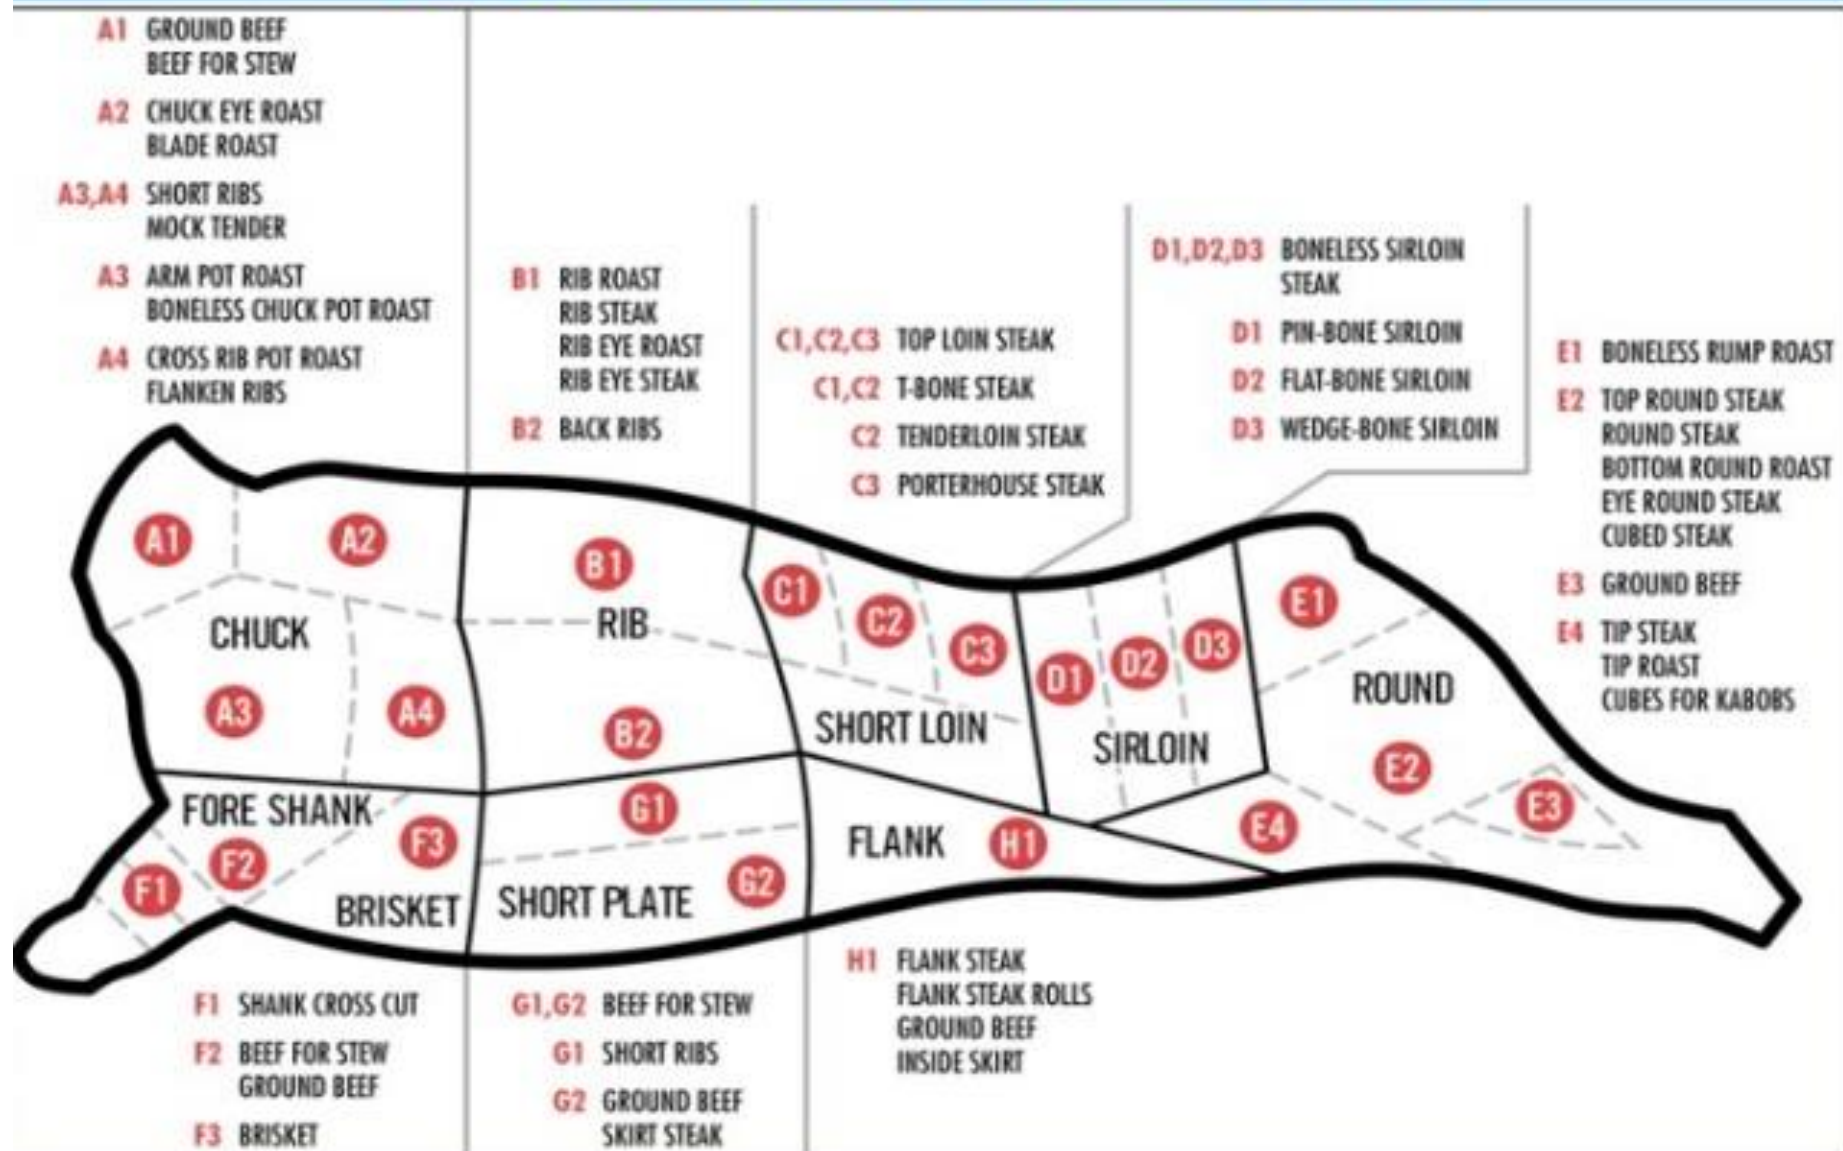 A1 GROUND BEEF
BEEF FOR STEW
A2 CHUCK EYE ROAST
BLADE ROAST
A3,A4 SHORT RIBS
MOCK TENDER
A3 ARM POT ROAST
BONELESS CHUCK POT ROAST
A4 CROSS RIB POT ROAST
FLANKEN RIBS
B1 RIB ROAST
RIB STEAK
RIB EYE ROAST
RIB EYE STEAK
B2 BACK RIBS
C1,C2,C3 TOP LOIN STEAK
C1,C2 T-BONE STEAK
C2 TENDERLOIN STEAK
C3 PORTERHOUSE STEAK
D1,D2,D3 BONELESS SIRLOIN
STEAK
D1 PIN-BONE SIRLOIN
D2 FLAT-BONE SIRLOIN
D3 WEDGE-BONE SIRLOIN
E1 BONELESS RUMP ROAST
E2 TOP ROUND STEAK
ROUND STEAK
BOTTOM ROUND ROAST
EYE ROUND STEAK
CUBED STEAK
E3 GROUND BEEF
E4 TIP STEAK
TIP ROAST
CUBES FOR KABOBS
A1
A2
CHUCK
A3
A4
B1
RIB
B2
C1
C2
C3
SHORT LOIN
D1
D2
D3
SIRLOIN
E1
ROUND
E2
E3
E4
FORE SHANK
F1
F2
F3
BRISKET
G1
SHORT PLATE
G2
FLANK
H1
F1 SHANK CROSS CUT
F2 BEEF FOR STEW
GROUND BEEF
F3 BRISKET
G1,G2 BEEF FOR STEW
G1 SHORT RIBS
G2 GROUND BEEF
SKIRT STEAK
H1 FLANK STEAK
FLANK STEAK ROLLS
GROUND BEEF
INSIDE SKIRT